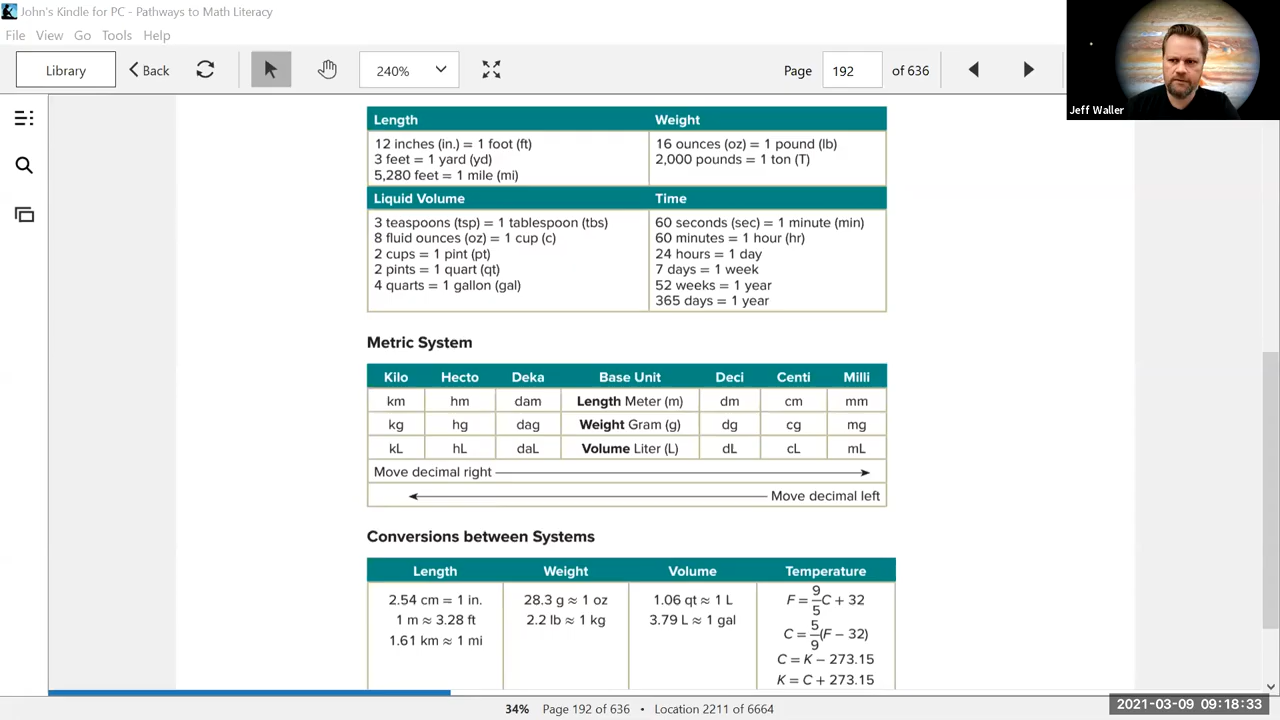 John's Kindle for PC - Pathways to Math Literacy
File View Go Tools Help
Library Back 240% Page 192 of 636
Jeff Waller
Length Weight
12 inches (in.) = 1 foot (ft) 16 ounces (oz) = 1 pound (lb)
3 feet = 1 yard (yd) 2,000 pounds = 1 ton (T)
5,280 feet = 1 mile (mi)
Liquid Volume Time
3 teaspoons (tsp) = 1 tablespoon (tbs) 60 seconds (sec) = 1 minute (min)
8 fluid ounces (oz) = 1 cup (c) 60 minutes = 1 hour (hr)
2 cups = 1 pint (pt) 24 hours = 1 day
2 pints = 1 quart (qt) 7 days = 1 week
4 quarts = 1 gallon (gal) 52 weeks = 1 year
365 days = 1 year
Metric System
Kilo Hecto Deka Base Unit Deci Centi Milli
km hm dam Length Meter (m) dm cm mm
kg hg dag Weight Gram (g) dg cg mg
kL hL daL Volume Liter (L) dL cL mL
Move decimal right
Move decimal left
Conversions between Systems
Length Weight Volume Temperature
2.54 cm = 1 in. 28.3 g ≈ 1 oz 1.06 qt ≈ 1 L F = 9/5 C + 32
1 m ≈ 3.28 ft 2.2 lb ≈ 1 kg 3.79 L ≈ 1 gal C = 5/9 (F − 32)
1.61 km ≈ 1 mi C = K − 273.15
K = C + 273.15
34% Page 192 of 636 • Location 2211 of 6664
2021-03-09 09:18:33